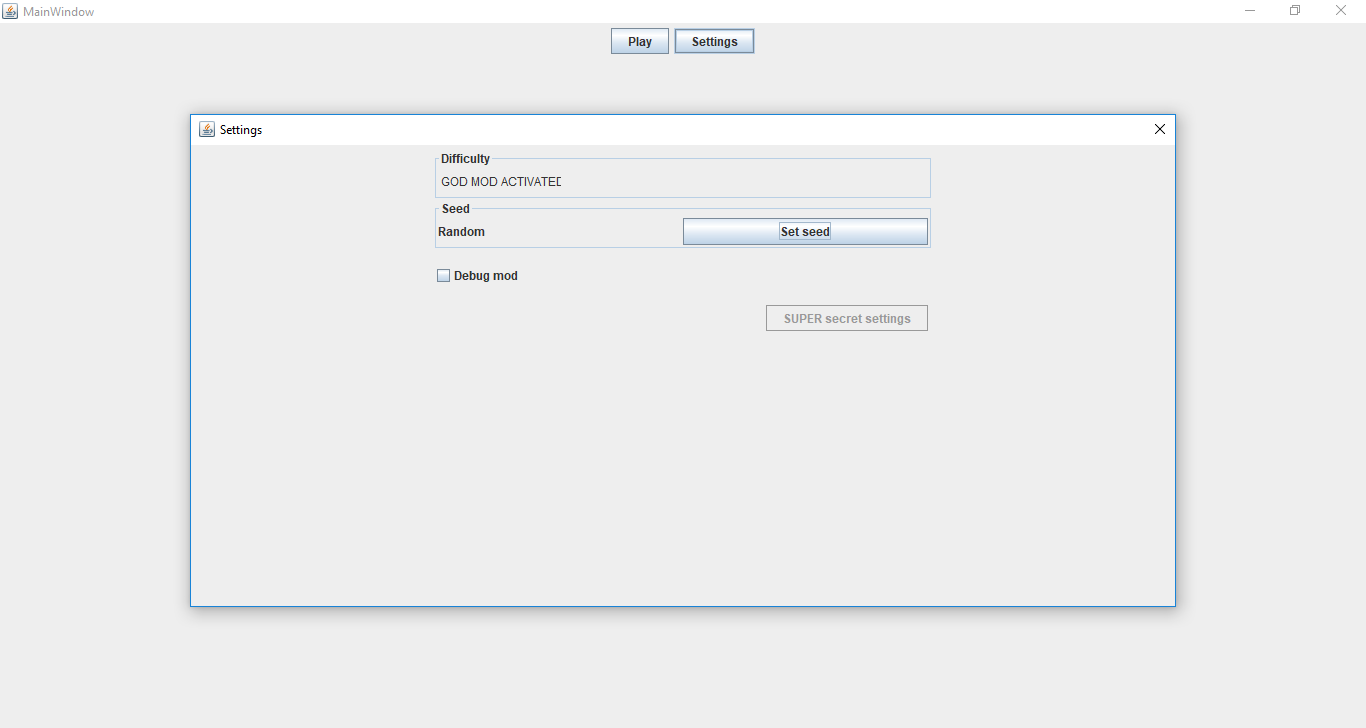 MainWindow
Play Settings
Settings
Difficulty
GOD MOD ACTIVATED
Seed
Random Set seed
Debug mod
SUPER secret settings